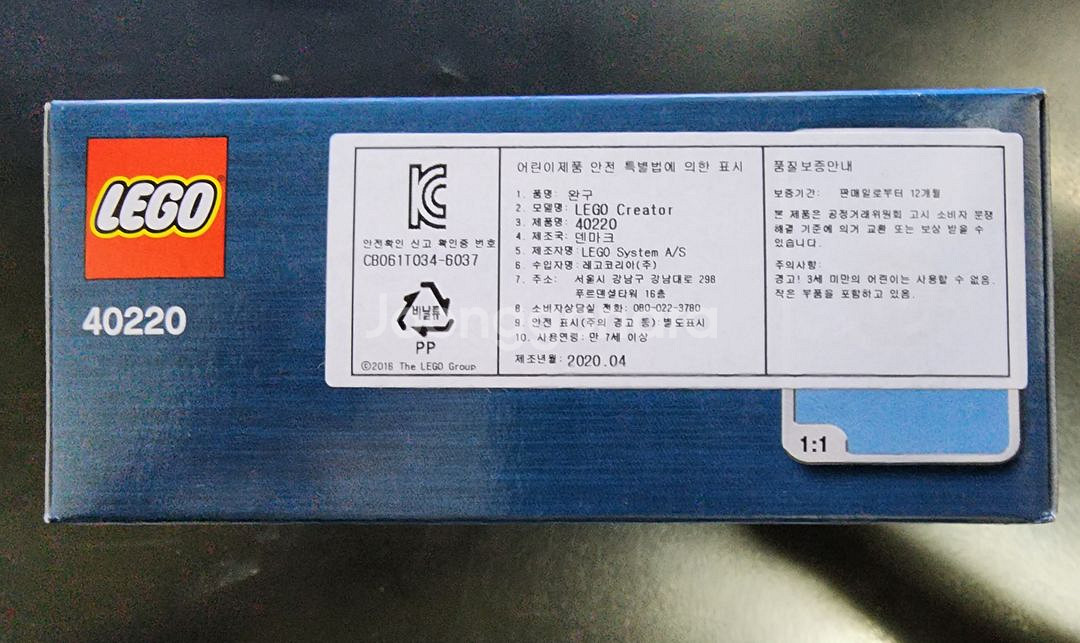 LEGO
40220
KC
안전확인 신고 확인증 번호
CB061T034-6037
비닐류
PP
©2016 The LEGO Group
어린이제품 안전 특별법에 의한 표시
1. 품명: 완구
2. 모델명: LEGO Creator
3. 제품명: 40220
4. 제조국: 덴마크
5. 제조자명: LEGO System A/S
6. 수입자명: 레고코리아(주)
7. 주소: 서울시 강남구 강남대로 298
푸르덴셜타워 16층
8. 소비자상담실 전화: 080-022-3780
9. 안전 표시(주의 경고 등): 별도표시
10. 사용연령: 만 7세 이상
제조년월: 2020.04
품질보증안내
보증기간: 판매일로부터 12개월
본 제품은 공정거래위원회 고시 소비자 분쟁
해결 기준에 의거 교환 또는 보상 받을 수
있습니다.
주의사항:
경고! 3세 미만의 어린이는 사용할 수 없음.
작은 부품을 포함하고 있음.
1:1